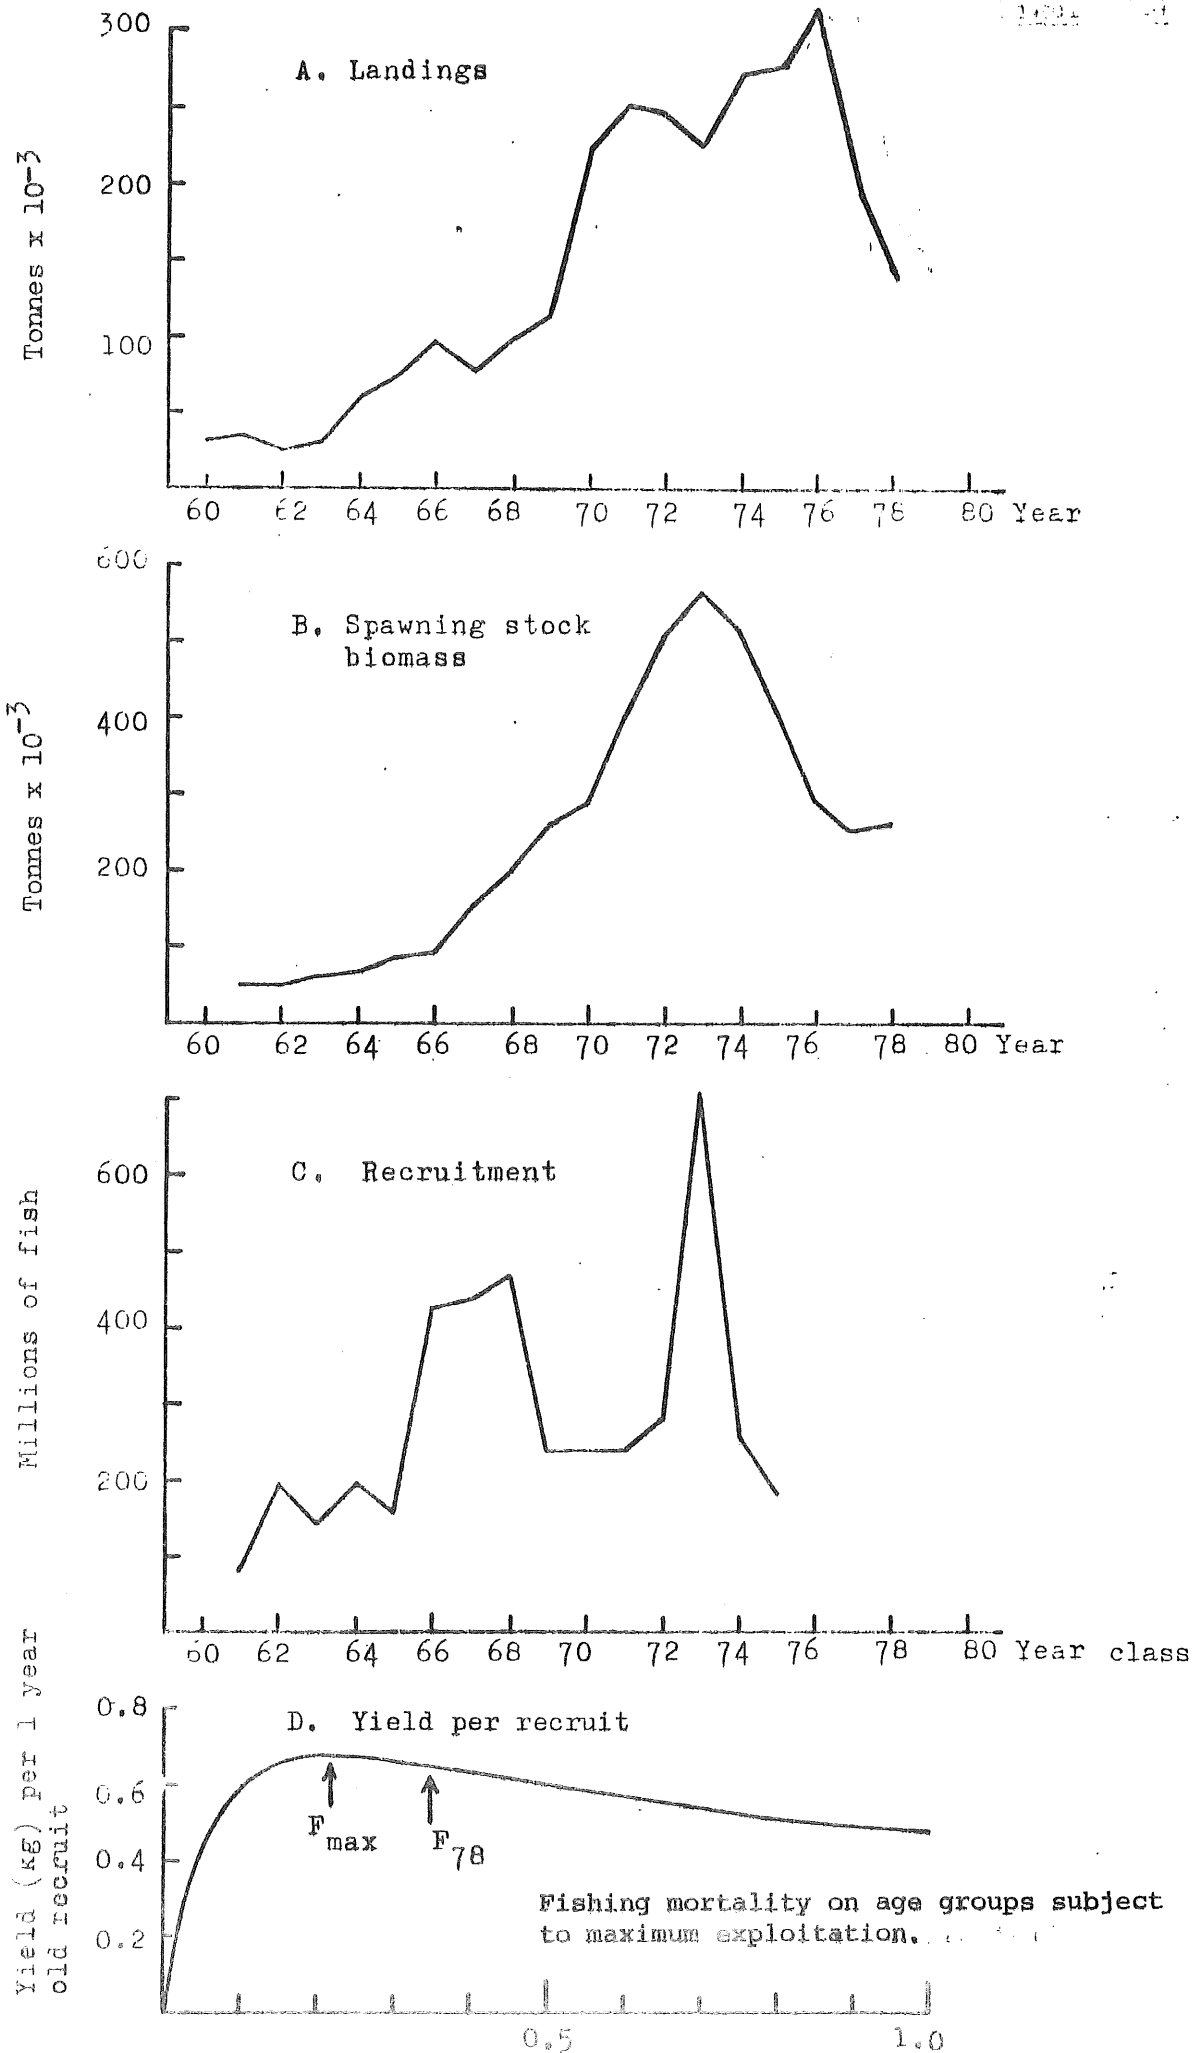 300
A. Landings
200
100
Tonnes x 10-3
60 62 64 66 68 70 72 74 76 78 80 Year
600
B. Spawning stock
biomass
400
200
Tonnes x 10-3
60 62 64 66 68 70 72 74 76 78 80 Year
600
C. Recruitment
400
200
Millions of fish
60 62 64 66 68 70 72 74 76 78 80 Year class
0.8
D. Yield per recruit
0.6
Fmax
F78
0.4
Fishing mortality on age groups subject
to maximum exploitation.
0.2
Yield (kg) per 1 year
old recruit
0.5 1.0